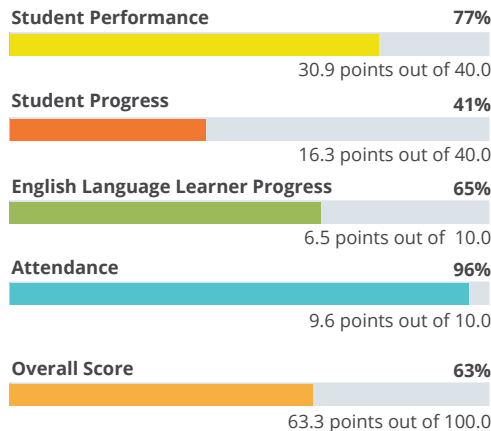 Student Performance 77%
30.9 points out of 40.0
Student Progress 41%
16.3 points out of 40.0
English Language Learner Progress 65%
6.5 points out of 10.0
Attendance 96%
9.6 points out of 10.0
Overall Score 63%
63.3 points out of 100.0